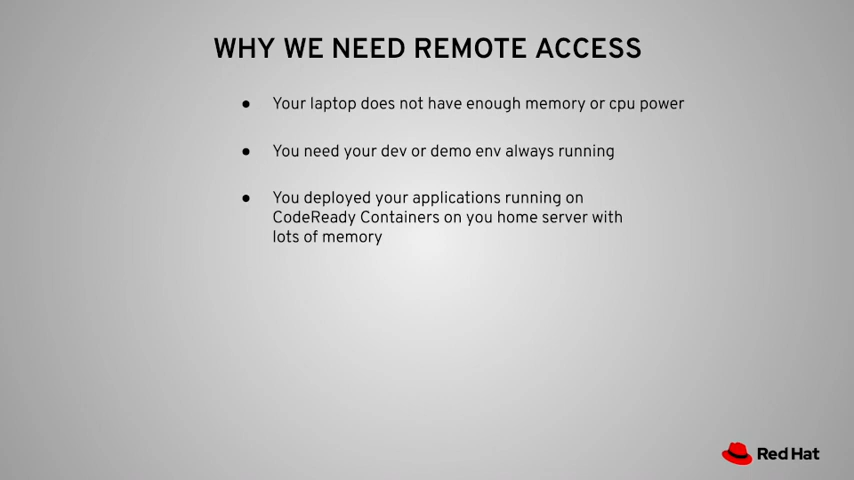 WHY WE NEED REMOTE ACCESS
● Your laptop does not have enough memory or cpu power
● You need your dev or demo env always running
● You deployed your applications running on
CodeReady Containers on you home server with
lots of memory
Red Hat